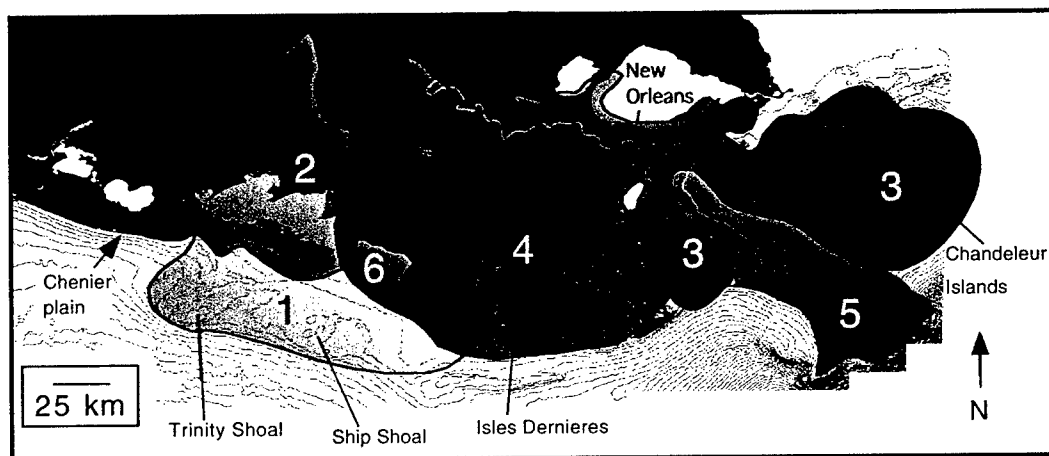 New
Orleans
2
3
4
6
3
Chandeleur
Islands
Chenier
plain
1
5
25 km
N
Trinity Shoal
Ship Shoal
Isles Dernieres